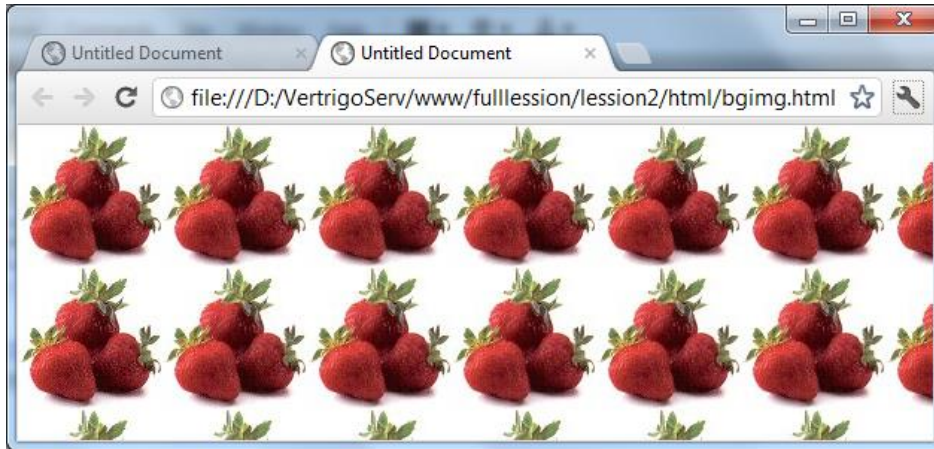 Untitled Document
Untitled Document
file:///D:/VertrigoServ/www/fulllession/lession2/html/bgimg.html